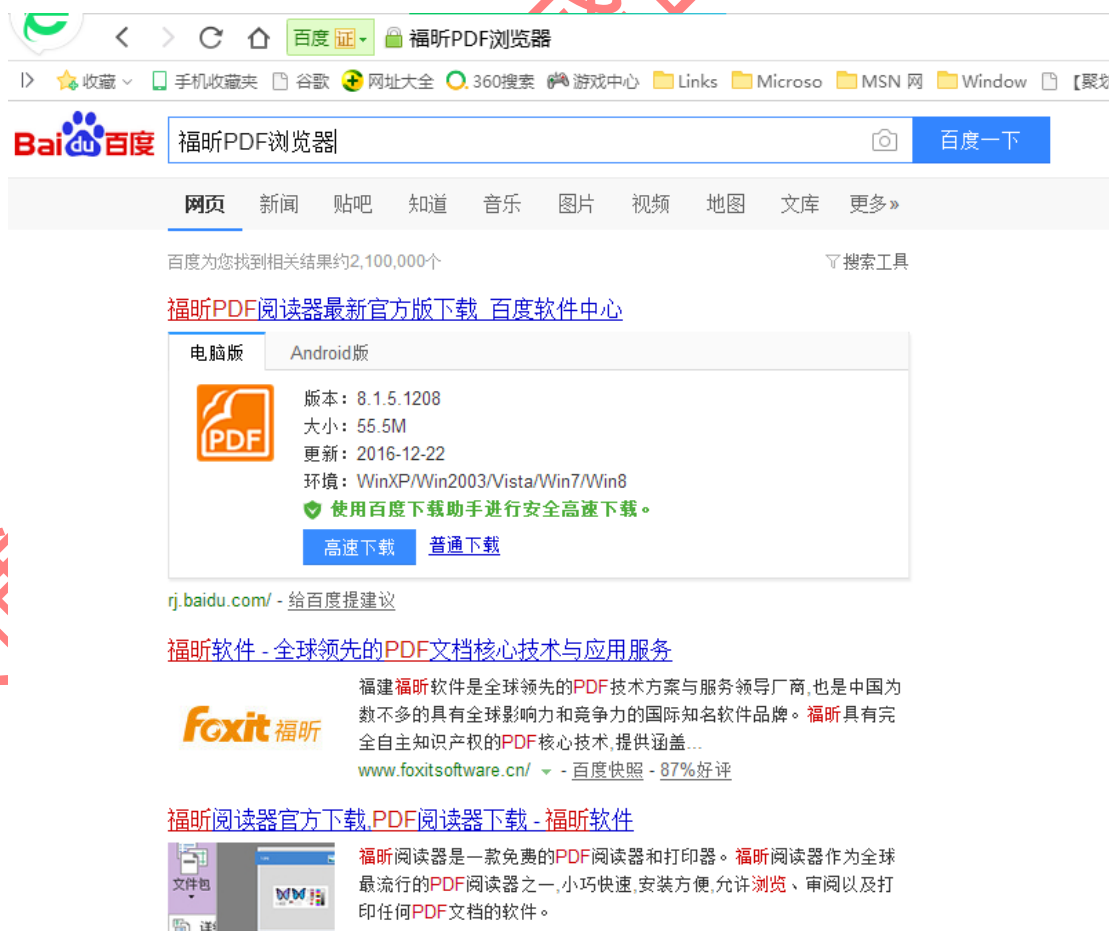 百度 证 福昕PDF浏览器
收藏 手机收藏夹 谷歌 网址大全 360搜索 游戏中心 Links Microso MSN 网 Window 【聚划
Bai du 百度 福昕PDF浏览器 百度一下
网页 新闻 贴吧 知道 音乐 图片 视频 地图 文库 更多»
百度为您找到相关结果约2,100,000个 搜索工具
福昕PDF阅读器最新官方版下载_百度软件中心
电脑版 Android版
PDF
版本：8.1.5.1208
大小：55.5M
更新：2016-12-22
环境：WinXP/Win2003/Vista/Win7/Win8
使用百度下载助手进行安全高速下载。
高速下载 普通下载
rj.baidu.com/ - 给百度提建议
福昕软件 - 全球领先的PDF文档核心技术与应用服务
Foxit 福昕
福建福昕软件是全球领先的PDF技术方案与服务领导厂商,也是中国为
数不多的具有全球影响力和竞争力的国际知名软件品牌。福昕具有完
全自主知识产权的PDF核心技术,提供涵盖...
www.foxitsoftware.cn/ - 百度快照 - 87%好评
福昕阅读器官方下载,PDF阅读器下载 - 福昕软件
文件包
福昕阅读器是一款免费的PDF阅读器和打印器。福昕阅读器作为全球
最流行的PDF阅读器之一,小巧快速,安装方便,允许浏览、审阅以及打
印任何PDF文档的软件。